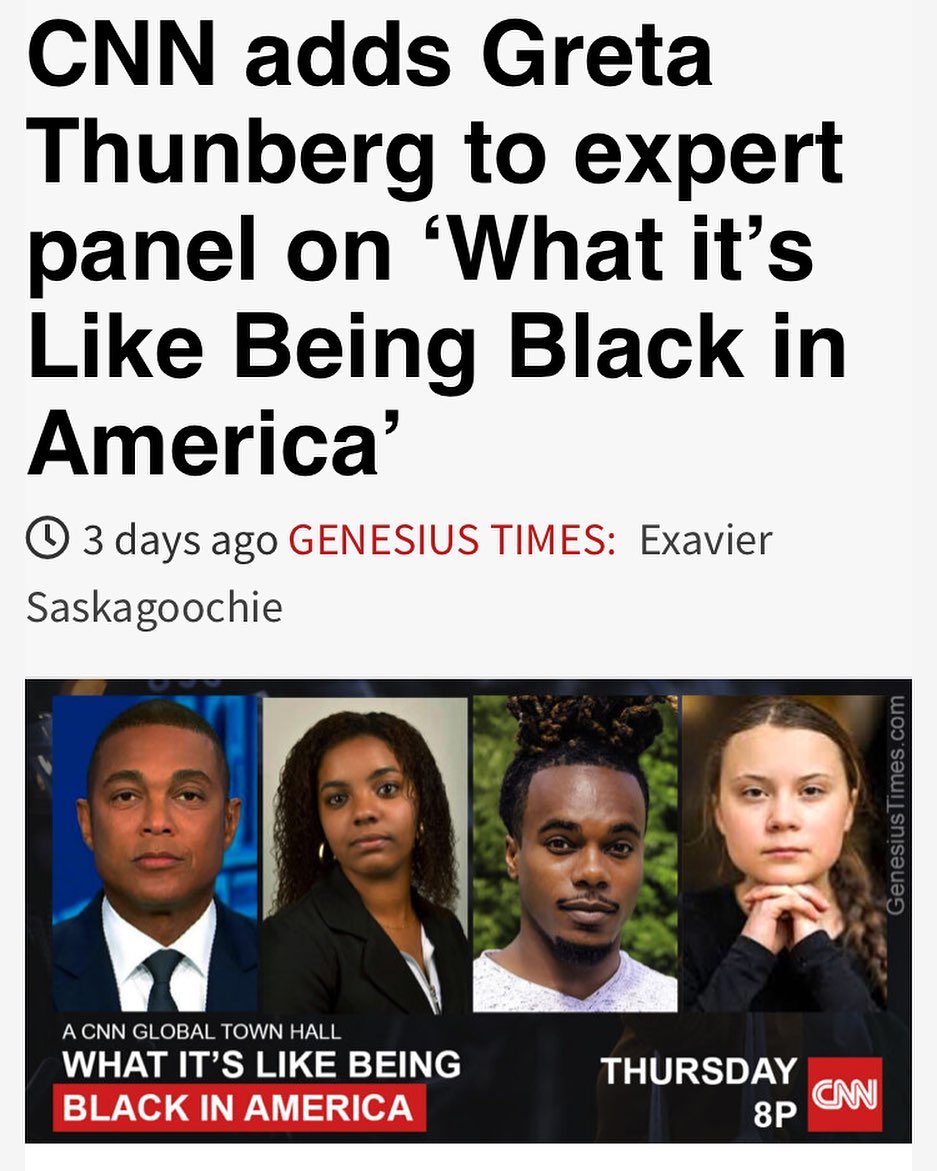 CNN adds Greta
Thunberg to expert
panel on ‘What it’s
Like Being Black in
America’
3 days ago GENESIUS TIMES: Exavier
Saskagoochie
GenesiusTimes.com
A CNN GLOBAL TOWN HALL
WHAT IT’S LIKE BEING
BLACK IN AMERICA
THURSDAY
8P
CNN